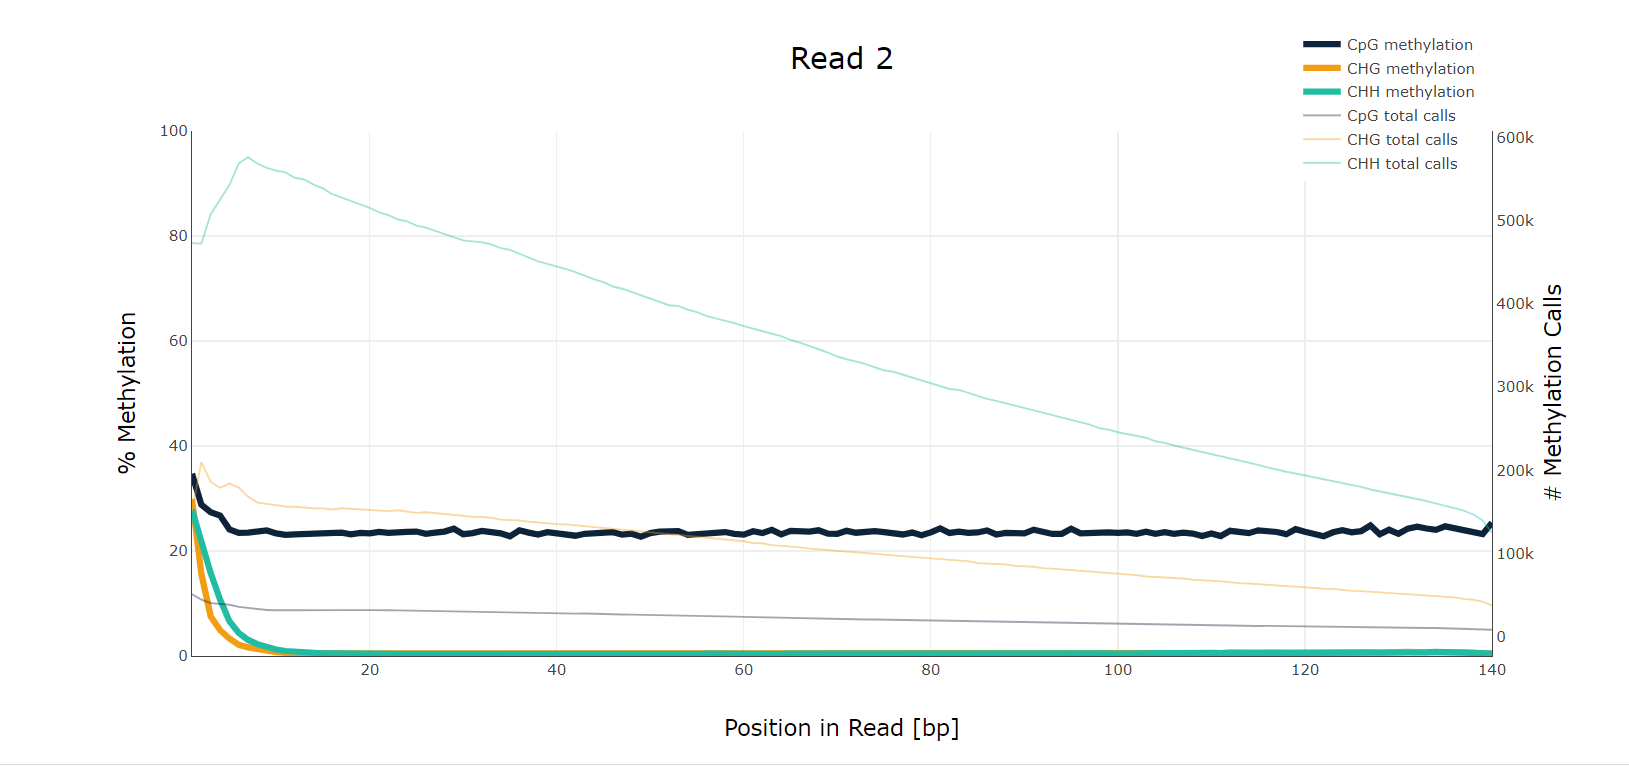 Read 2
CpG methylation
CHG methylation
CHH methylation
CpG total calls
CHG total calls
CHH total calls
100
80
60
40
20
0
% Methylation
600k
500k
400k
300k
200k
100k
0
# Methylation Calls
20
40
60
80
100
120
140
Position in Read [bp]